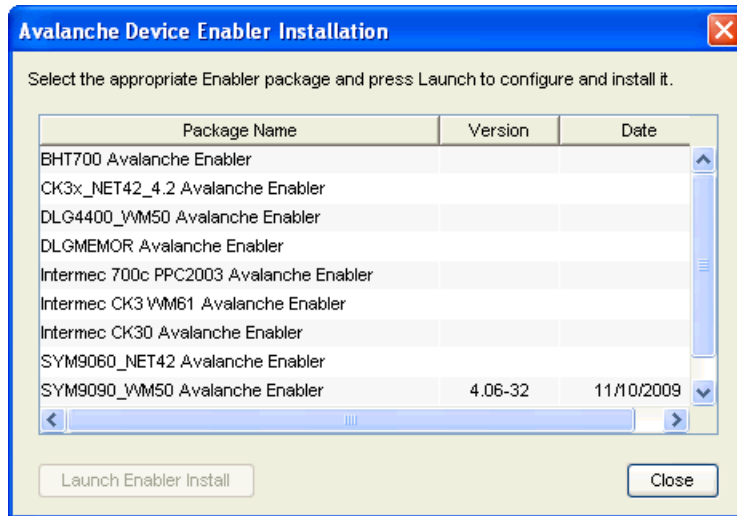 Avalanche Device Enabler Installation
Select the appropriate Enabler package and press Launch to configure and install it.
Package Name Version Date
BHT700 Avalanche Enabler
CK3x_NET42_4.2 Avalanche Enabler
DLG4400_WM50 Avalanche Enabler
DLGMEMOR Avalanche Enabler
Intermec 700c PPC2003 Avalanche Enabler
Intermec CK3 WM61 Avalanche Enabler
Intermec CK30 Avalanche Enabler
SYM9060_NET42 Avalanche Enabler
SYM9090_WM50 Avalanche Enabler 4.06-32 11/10/2009
Launch Enabler Install Close